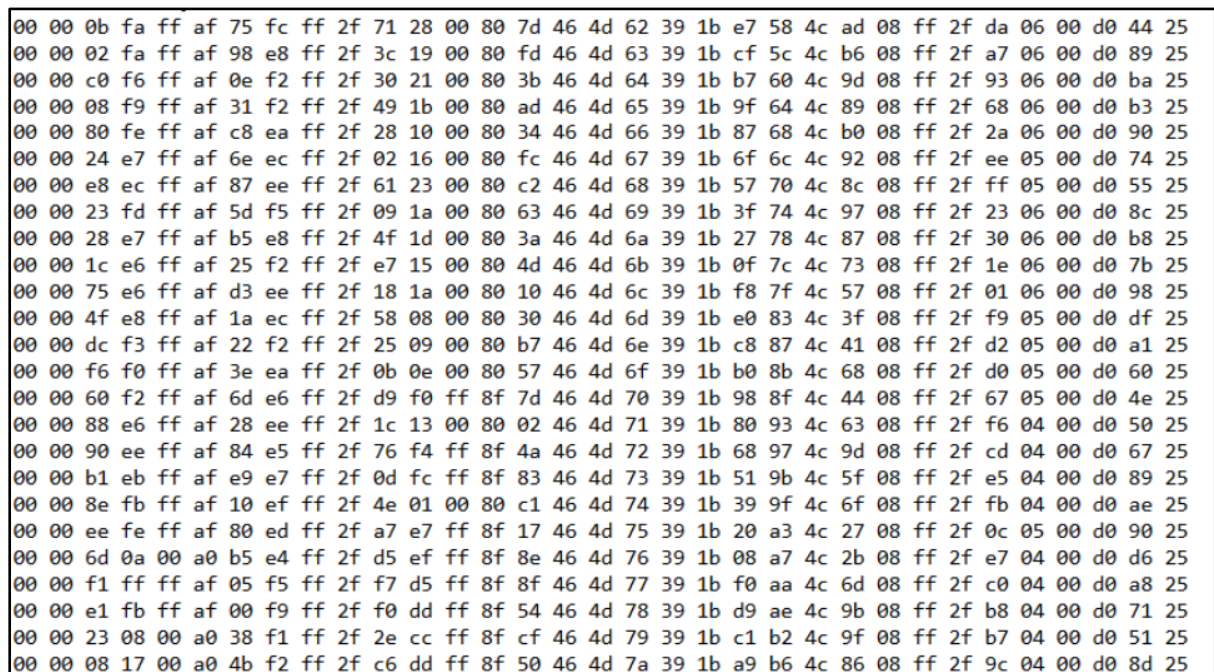 00 00 0b fa ff af 75 fc ff 2f 71 28 00 80 7d 46 4d 62 39 1b e7 58 4c ad 08 ff 2f da 06 00 d0 44 25
00 00 02 fa ff af 98 e8 ff 2f 3c 19 00 80 fd 46 4d 63 39 1b cf 5c 4c b6 08 ff 2f a7 06 00 d0 89 25
00 00 c0 f6 ff af 0e f2 ff 2f 30 21 00 80 3b 46 4d 64 39 1b b7 60 4c 9d 08 ff 2f 93 06 00 d0 ba 25
00 00 08 f9 ff af 31 f2 ff 2f 49 1b 00 80 ad 46 4d 65 39 1b 9f 64 4c 89 08 ff 2f 68 06 00 d0 b3 25
00 00 80 fe ff af c8 ea ff 2f 28 10 00 80 34 46 4d 66 39 1b 87 68 4c b0 08 ff 2f 2a 06 00 d0 90 25
00 00 24 e7 ff af 6e ec ff 2f 02 16 00 80 fc 46 4d 67 39 1b 6f 6c 4c 92 08 ff 2f ee 05 00 d0 74 25
00 00 e8 ec ff af 87 ee ff 2f 61 23 00 80 c2 46 4d 68 39 1b 57 70 4c 8c 08 ff 2f ff 05 00 d0 55 25
00 00 23 fd ff af 5d f5 ff 2f 09 1a 00 80 63 46 4d 69 39 1b 3f 74 4c 97 08 ff 2f 23 06 00 d0 8c 25
00 00 28 e7 ff af b5 e8 ff 2f 4f 1d 00 80 3a 46 4d 6a 39 1b 27 78 4c 87 08 ff 2f 30 06 00 d0 b8 25
00 00 1c e6 ff af 25 f2 ff 2f e7 15 00 80 4d 46 4d 6b 39 1b 0f 7c 4c 73 08 ff 2f 1e 06 00 d0 7b 25
00 00 75 e6 ff af d3 ee ff 2f 18 1a 00 80 10 46 4d 6c 39 1b f8 7f 4c 57 08 ff 2f 01 06 00 d0 98 25
00 00 4f e8 ff af 1a ec ff 2f 58 08 00 80 30 46 4d 6d 39 1b e0 83 4c 3f 08 ff 2f f9 05 00 d0 df 25
00 00 dc f3 ff af 22 f2 ff 2f 25 09 00 80 b7 46 4d 6e 39 1b c8 87 4c 41 08 ff 2f d2 05 00 d0 a1 25
00 00 f6 f0 ff af 3e ea ff 2f 0b 0e 00 80 57 46 4d 6f 39 1b b0 8b 4c 68 08 ff 2f d0 05 00 d0 60 25
00 00 60 f2 ff af 6d e6 ff 2f d9 f0 ff 8f 7d 46 4d 70 39 1b 98 8f 4c 44 08 ff 2f 67 05 00 d0 4e 25
00 00 88 e6 ff af 28 ee ff 2f 1c 13 00 80 02 46 4d 71 39 1b 80 93 4c 63 08 ff 2f f6 04 00 d0 50 25
00 00 90 ee ff af 84 e5 ff 2f 76 f4 ff 8f 4a 46 4d 72 39 1b 68 97 4c 9d 08 ff 2f cd 04 00 d0 67 25
00 00 b1 eb ff af e9 e7 ff 2f 0d fc ff 8f 83 46 4d 73 39 1b 51 9b 4c 5f 08 ff 2f e5 04 00 d0 89 25
00 00 8e fb ff af 10 ef ff 2f 4e 01 00 80 c1 46 4d 74 39 1b 39 9f 4c 6f 08 ff 2f fb 04 00 d0 ae 25
00 00 ee fe ff af 80 ed ff 2f a7 e7 ff 8f 17 46 4d 75 39 1b 20 a3 4c 27 08 ff 2f 0c 05 00 d0 90 25
00 00 6d 0a 00 a0 b5 e4 ff 2f d5 ef ff 8f 8e 46 4d 76 39 1b 08 a7 4c 2b 08 ff 2f e7 04 00 d0 d6 25
00 00 f1 ff ff af 05 f5 ff 2f f7 d5 ff 8f 8f 46 4d 77 39 1b f0 aa 4c 6d 08 ff 2f c0 04 00 d0 a8 25
00 00 e1 fb ff af 00 f9 ff 2f f0 dd ff 8f 54 46 4d 78 39 1b d9 ae 4c 9b 08 ff 2f b8 04 00 d0 71 25
00 00 23 08 00 a0 38 f1 ff 2f 2e cc ff 8f cf 46 4d 79 39 1b c1 b2 4c 9f 08 ff 2f b7 04 00 d0 51 25
00 00 08 17 00 a0 4b f2 ff 2f c6 dd ff 8f 50 46 4d 7a 39 1b a9 b6 4c 86 08 ff 2f 9c 04 00 d0 8d 25